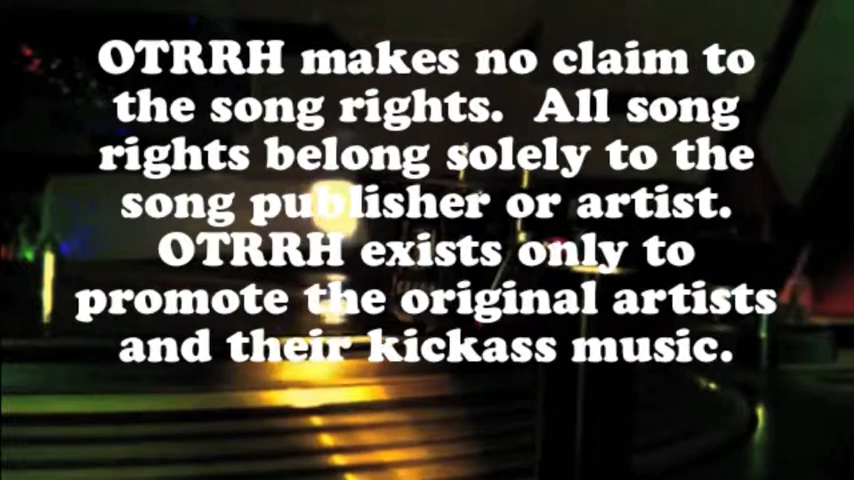 OTRRH makes no claim to
the song rights.  All song
rights belong solely to the
song publisher or artist.
OTRRH exists only to
promote the original artists
and their kickass music.